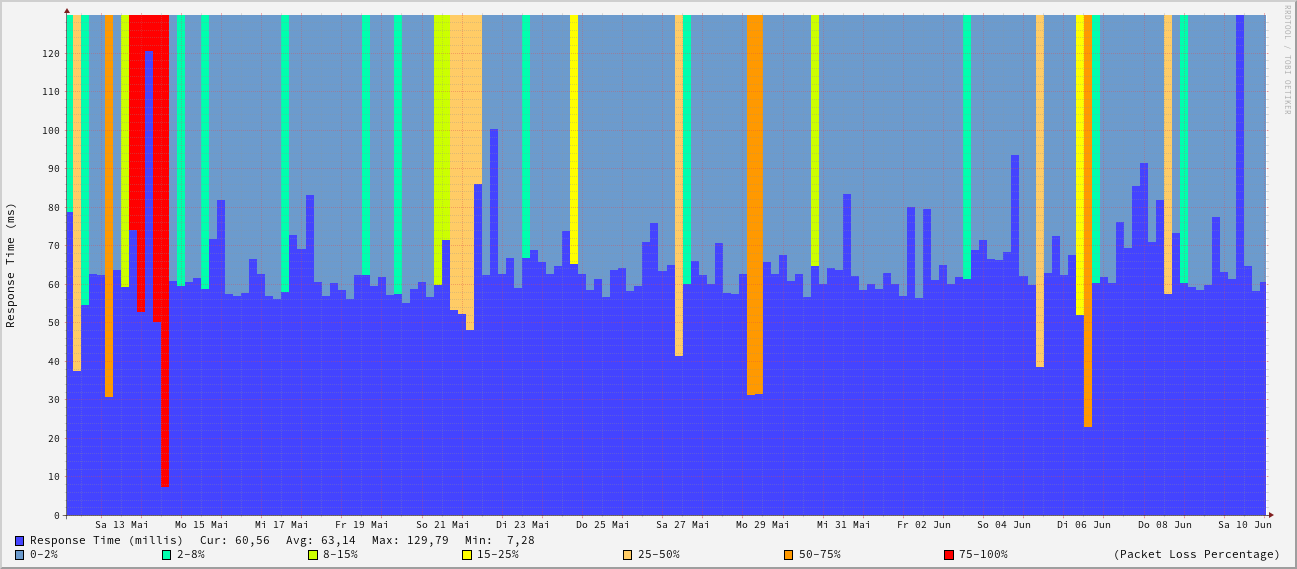 RRDTOOL / TOBI OETIKER
Response Time (ms)
120
110
100
90
80
70
60
50
40
30
20
10
0
Sa 13 Mai Mo 15 Mai Mi 17 Mai Fr 19 Mai So 21 Mai Di 23 Mai Do 25 Mai Sa 27 Mai Mo 29 Mai Mi 31 Mai Fr 02 Jun So 04 Jun Di 06 Jun Do 08 Jun Sa 10 Jun
Response Time (millis) Cur: 60,56 Avg: 63,14 Max: 129,79 Min: 7,28
0-2% 2-8% 8-15% 15-25% 25-50% 50-75% 75-100% (Packet Loss Percentage)